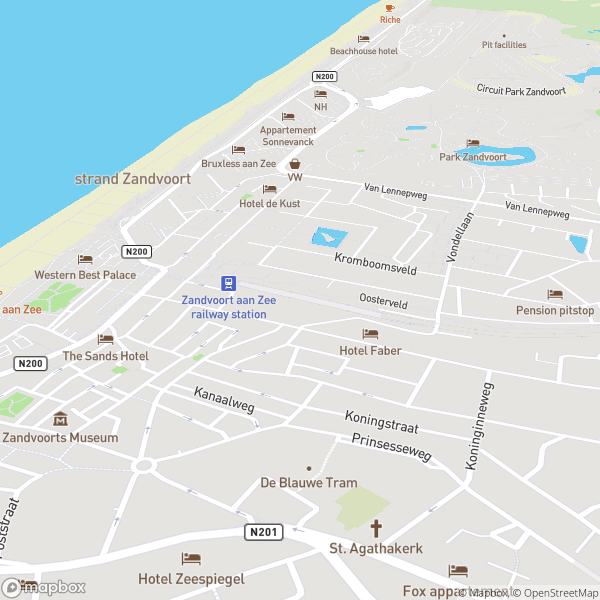 Riche
Beachhouse hotel
Pit facilities
N200
NH
Circuit Park Zandvoort
Appartement
Sonnevanck
Bruxless aan Zee
VW
Park Zandvoort
strand Zandvoort
Van Lennepweg
Hotel de Kust
Van Lennepweg
Vondellaan
N200
Kromboomsveld
Western Best Palace
Zandvoort aan Zee
railway station
Oosterveld
aan Zee
Pension pitstop
The Sands Hotel
Hotel Faber
N200
Kanaalweg
Koninginneweg
Koningstraat
Zandvoorts Museum
Prinsesseweg
De Blauwe Tram
Poststraat
N201
St. Agathakerk
Hotel Zeespiegel
Fox appartementen
mapbox
© Mapbox, © OpenStreetMap